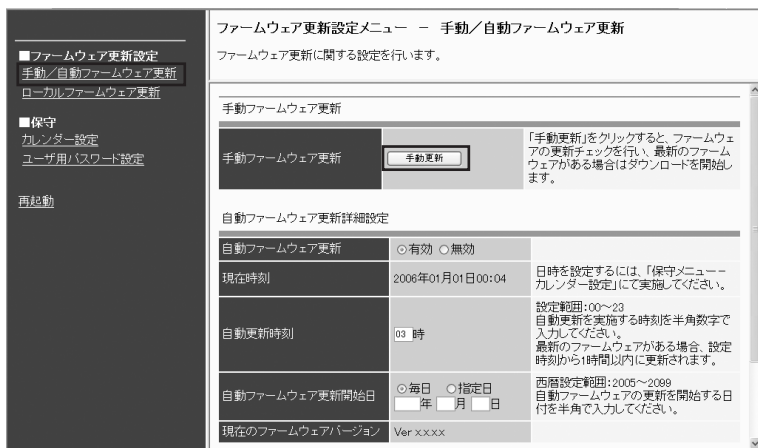 ■ファームウェア更新設定
手動／自動ファームウェア更新
ローカルファームウェア更新
■保守
カレンダー設定
ユーザ用パスワード設定
再起動
ファームウェア更新設定メニュー － 手動／自動ファームウェア更新
ファームウェア更新に関する設定を行います。
手動ファームウェア更新
手動ファームウェア更新
手動更新
「手動更新」をクリックすると、ファームウェ
アの更新チェックを行い、最新のファーム
ウェアがある場合はダウンロードを開始し
ます。
自動ファームウェア更新詳細設定
自動ファームウェア更新
有効 無効
現在時刻
2006年01月01日00:04
日時を設定するには、「保守メニュー－
カレンダー設定」にて実施してください。
自動更新時刻
03 時
設定範囲：00～23
自動更新を実施する時刻を半角数字で
入力してください。
最新のファームウェアがある場合、設定
時刻から1時間以内に更新されます。
自動ファームウェア更新開始日
毎日 指定日
年 月 日
西暦設定範囲：2005～2099
自動ファームウェアの更新を開始する日
付を半角で入力してください。
現在のファームウェアバージョン
Ver x.x.x.x